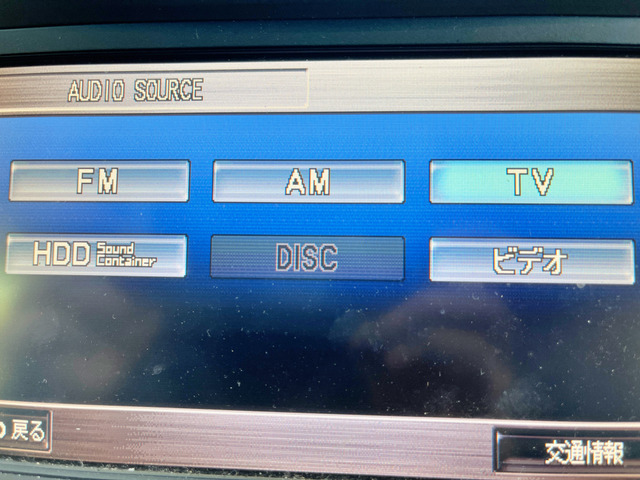 AUDIO SOURCE
FM AM TV
HDD Sound Container DISC ビデオ
戻る 交通情報